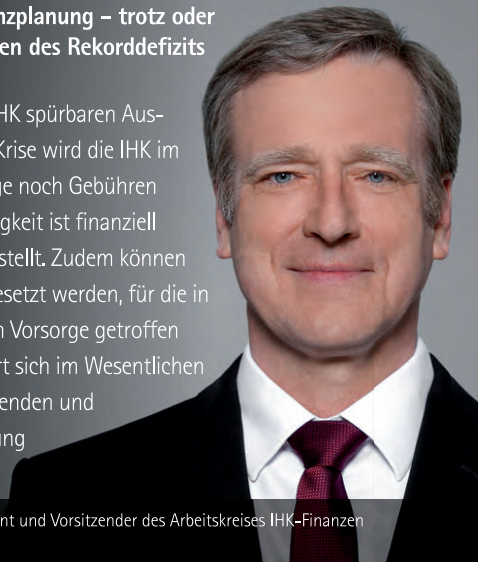 nzplanung – trotz oder
en des Rekorddefizits
HK spürbaren Aus-
Krise wird die IHK im
ge noch Gebühren
gkeit ist finanziell
stellt. Zudem können
esetzt werden, für die in
n Vorsorge getroffen
rt sich im Wesentlichen
enden und
ung
nt und Vorsitzender des Arbeitskreises IHK-Finanzen